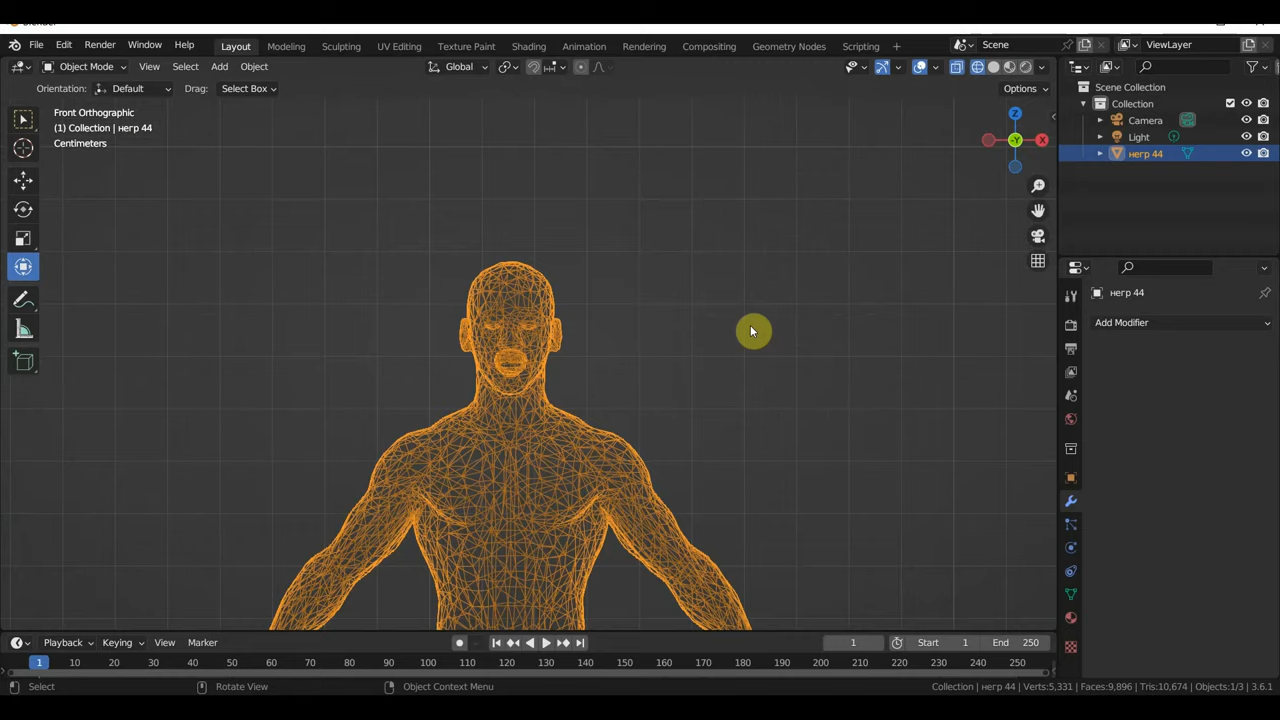 File Edit Render Window Help Layout Modeling Sculpting UV Editing Texture Paint Shading Animation Rendering Compositing Geometry Nodes Scripting + Scene ViewLayer
Object Mode View Select Add Object Global Options
Orientation: Default Drag: Select Box
Front Orthographic
(1) Collection | негр 44
Centimeters
Z
-Y
X
Scene Collection
Collection
Camera
Light
негр 44
негр 44
Add Modifier
Playback Keying View Marker 1 Start 1 End 250
1 10 20 30 40 50 60 70 80 90 100 110 120 130 140 150 160 170 180 190 200 210 220 230 240 250
Select Rotate View Object Context Menu Collection | негр 44 | Verts:5,331 | Faces:9,896 | Tris:10,674 | Objects:1/3 | 3.6.1